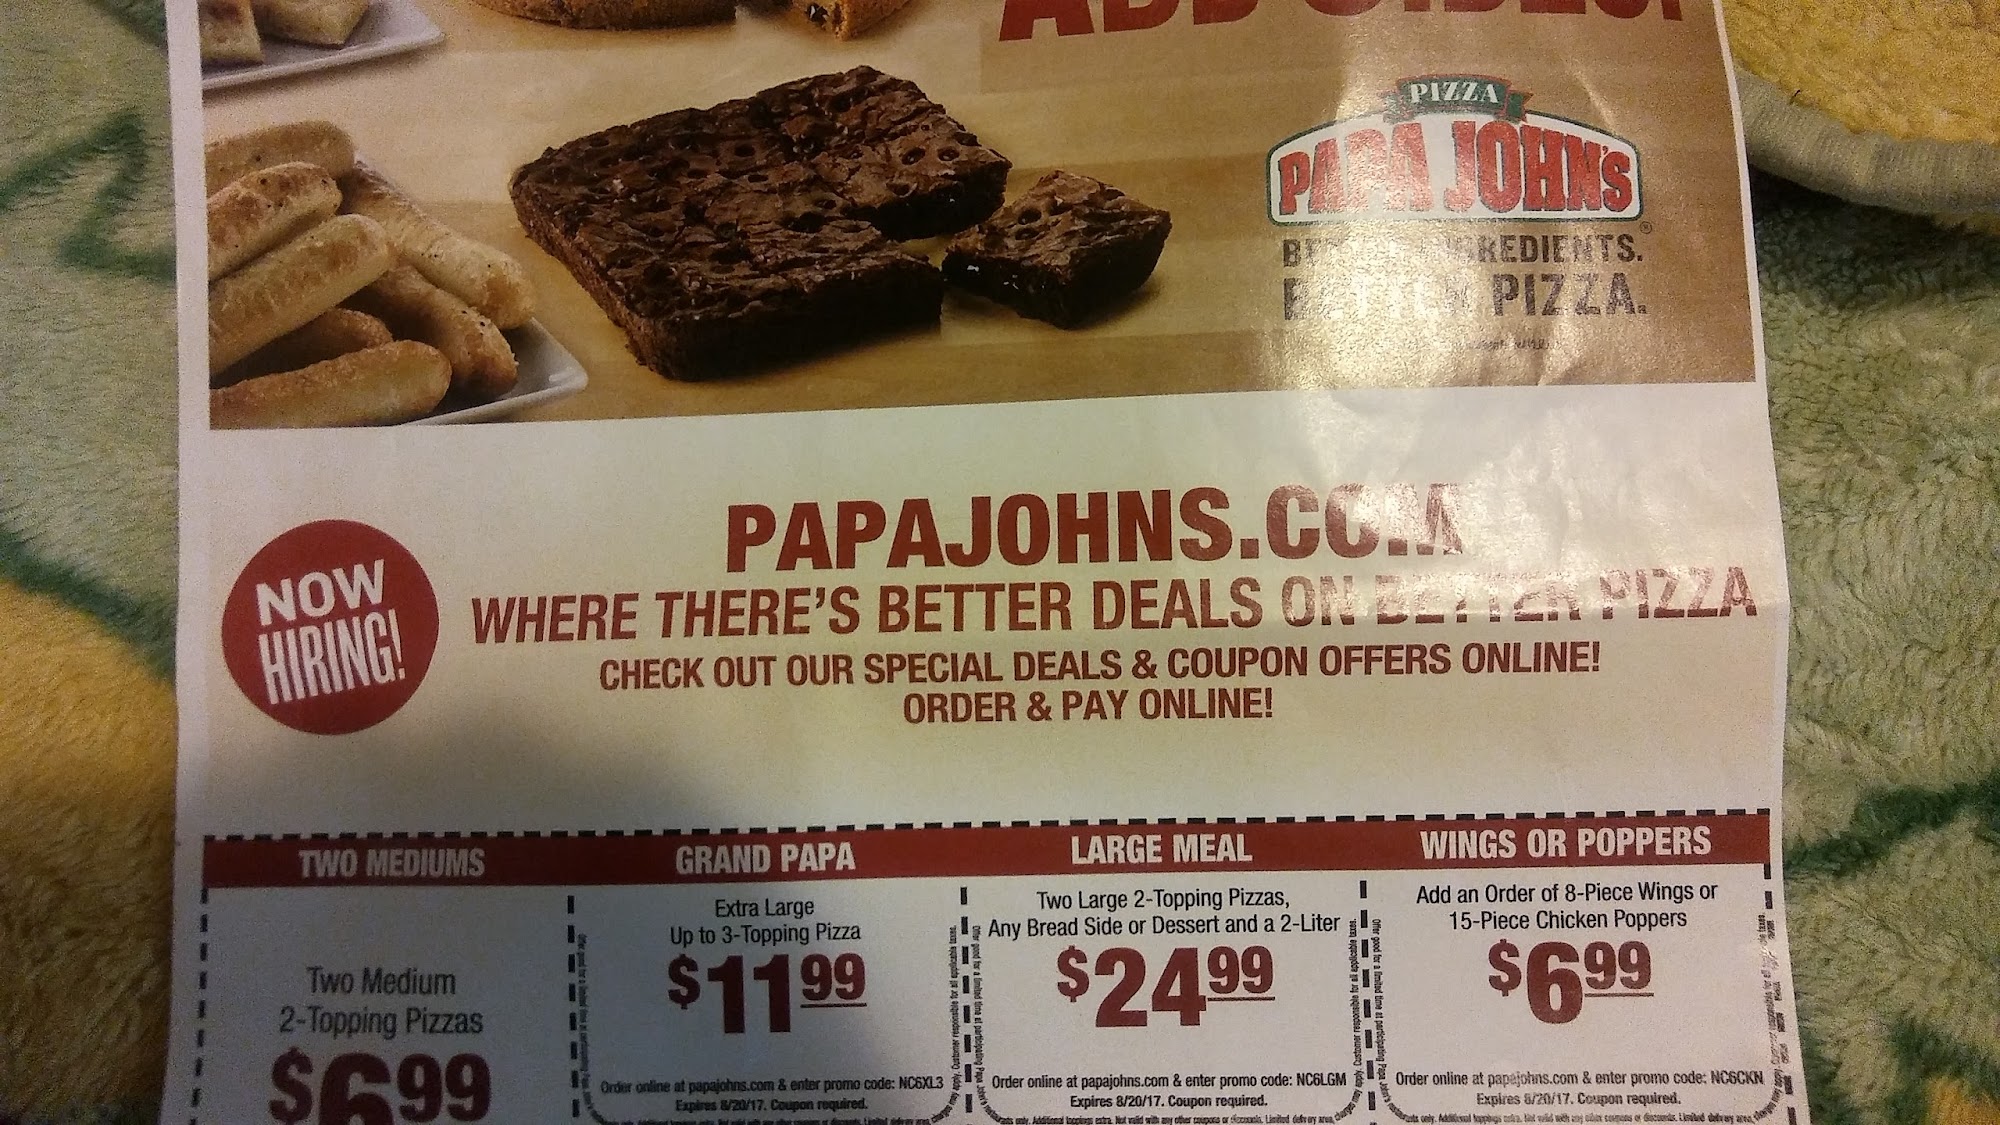 ADD SIDES!
PIZZA
PAPA JOHN'S
BETTER INGREDIENTS.
BETTER PIZZA.
PAPAJOHNS.COM
WHERE THERE'S BETTER DEALS ON BETTER PIZZA
CHECK OUT OUR SPECIAL DEALS & COUPON OFFERS ONLINE!
ORDER & PAY ONLINE!
NOW
HIRING!
TWO MEDIUMS
Two Medium
2-Topping Pizzas
$6.99
GRAND PAPA
Extra Large
Up to 3-Topping Pizza
$11.99
Order online at papajohns.com & enter promo code: NC6XL3
Expires 8/20/17. Coupon required.
LARGE MEAL
Two Large 2-Topping Pizzas,
Any Bread Side or Dessert and a 2-Liter
$24.99
Order online at papajohns.com & enter promo code: NC6LGM
Expires 8/20/17. Coupon required.
WINGS OR POPPERS
Add an Order of 8-Piece Wings or
15-Piece Chicken Poppers
$6.99
Order online at papajohns.com & enter promo code: NC6CKN
Expires 8/20/17. Coupon required.